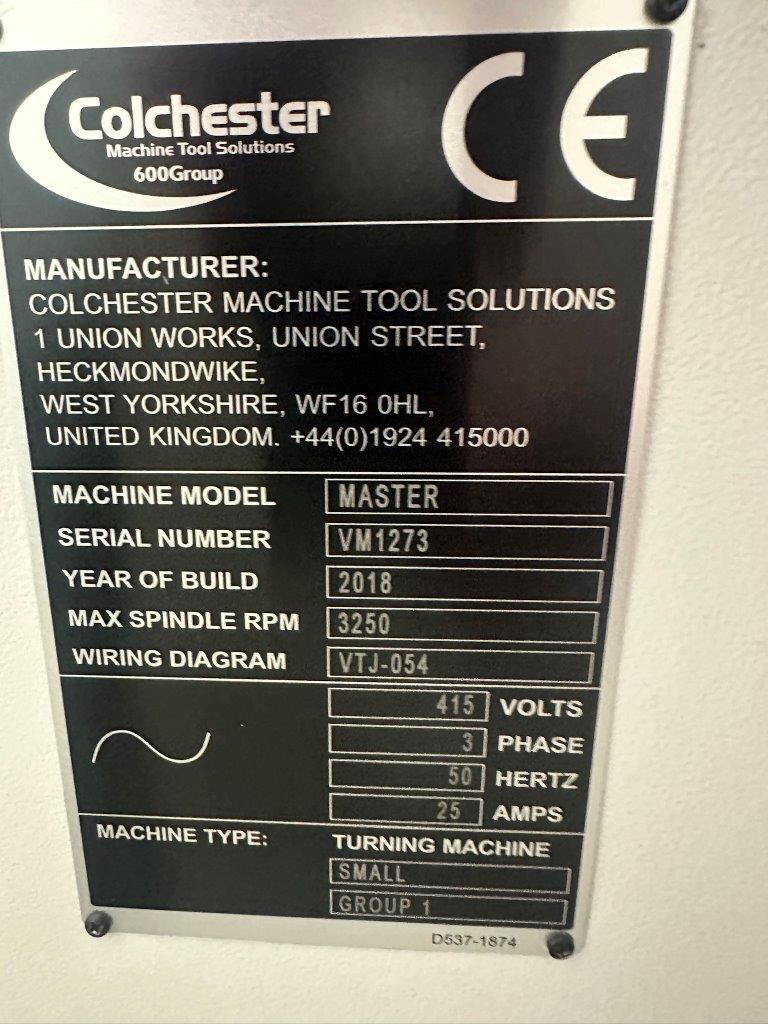 Colchester
Machine Tool Solutions
600Group
CE
MANUFACTURER:
COLCHESTER MACHINE TOOL SOLUTIONS
1 UNION WORKS, UNION STREET,
HECKMONDWIKE,
WEST YORKSHIRE, WF16 0HL,
UNITED KINGDOM. +44(0)1924 415000
MACHINE MODEL MASTER
SERIAL NUMBER VM1273
YEAR OF BUILD 2018
MAX SPINDLE RPM 3250
WIRING DIAGRAM VTJ-054
415 VOLTS
3 PHASE
50 HERTZ
25 AMPS
MACHINE TYPE: TURNING MACHINE
SMALL
GROUP 1
D537-1874